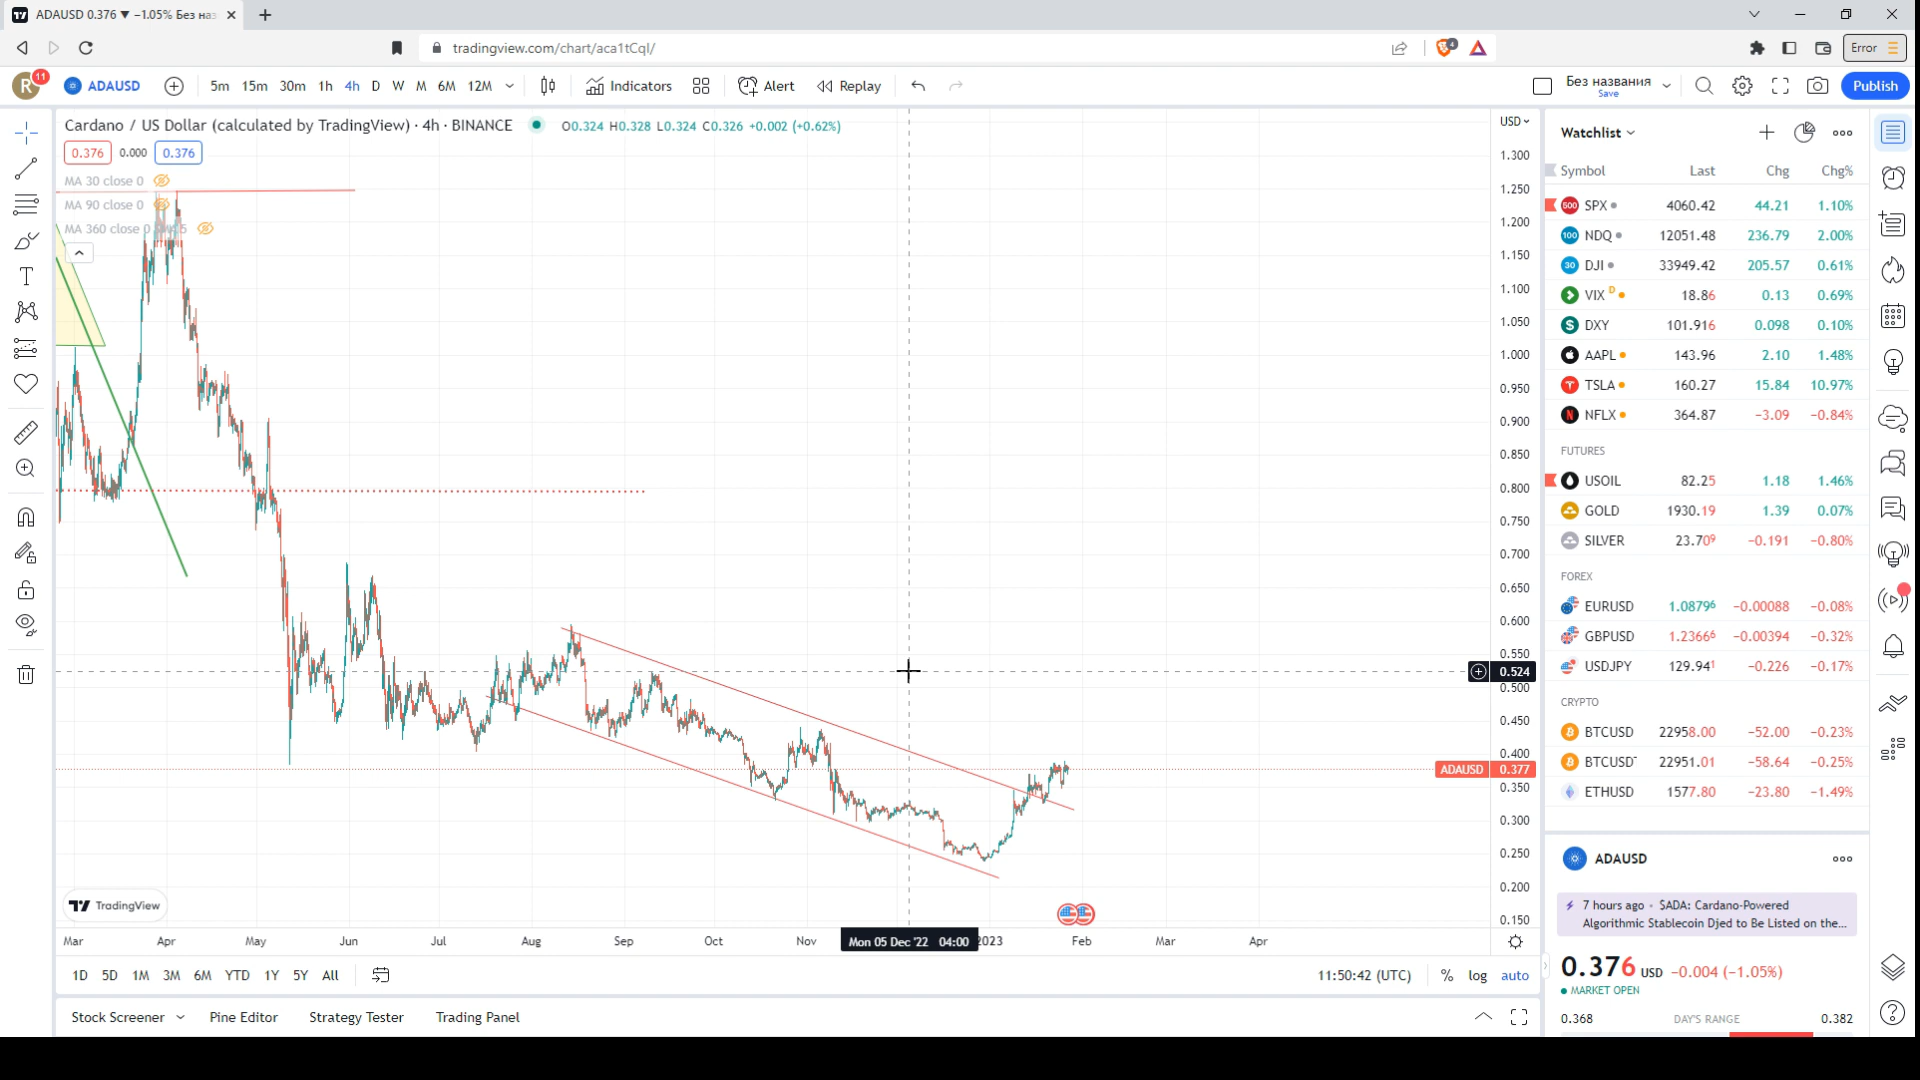 ADAUSD 0.376 ▼ −1.05% Без наз
tradingview.com/chart/aca1tCql/
4
Error
R
11
ADAUSD
5m 15m 30m 1h 4h D W M 6M 12M
Indicators
Alert
Replay
Без названия
Save
Publish
Cardano / US Dollar (calculated by TradingView) · 4h · BINANCE
O0.324 H0.328 L0.324 C0.326 +0.002 (+0.62%)
0.376 0.000 0.376
MA 30 close 0
MA 90 close 0
MA 360 close 0
USD
1.300
1.250
1.200
1.150
1.100
1.050
1.000
0.950
0.900
0.850
0.800
0.750
0.700
0.650
0.600
0.550
0.524
0.500
0.450
0.400
ADAUSD 0.377
0.350
0.300
0.250
0.200
0.150
TradingView
Mar Apr May Jun Jul Aug Sep Oct Nov Mon 05 Dec '22 04:00 2023 Feb Mar Apr
1D 5D 1M 3M 6M YTD 1Y 5Y All
11:50:42 (UTC) % log auto
Stock Screener Pine Editor Strategy Tester Trading Panel
Watchlist
Symbol Last Chg Chg%
500 SPX 4060.42 44.21 1.10%
100 NDQ 12051.48 236.79 2.00%
30 DJI 33949.42 205.57 0.61%
VIX D 18.86 0.13 0.69%
$ DXY 101.916 0.098 0.10%
AAPL 143.96 2.10 1.48%
TSLA 160.27 15.84 10.97%
N NFLX 364.87 −3.09 −0.84%
FUTURES
USOIL 82.25 1.18 1.46%
GOLD 1930.19 1.39 0.07%
SILVER 23.709 −0.191 −0.80%
FOREX
EURUSD 1.08796 −0.00088 −0.08%
GBPUSD 1.23666 −0.00394 −0.32%
USDJPY 129.941 −0.226 −0.17%
CRYPTO
BTCUSD 22958.00 −52.00 −0.23%
BTCUSD 22951.01 −58.64 −0.25%
ETHUSD 1577.80 −23.80 −1.49%
ADAUSD
7 hours ago · $ADA: Cardano-Powered
Algorithmic Stablecoin Djed to Be Listed on the...
0.376 USD −0.004 (−1.05%)
MARKET OPEN
0.368 DAY'S RANGE 0.382